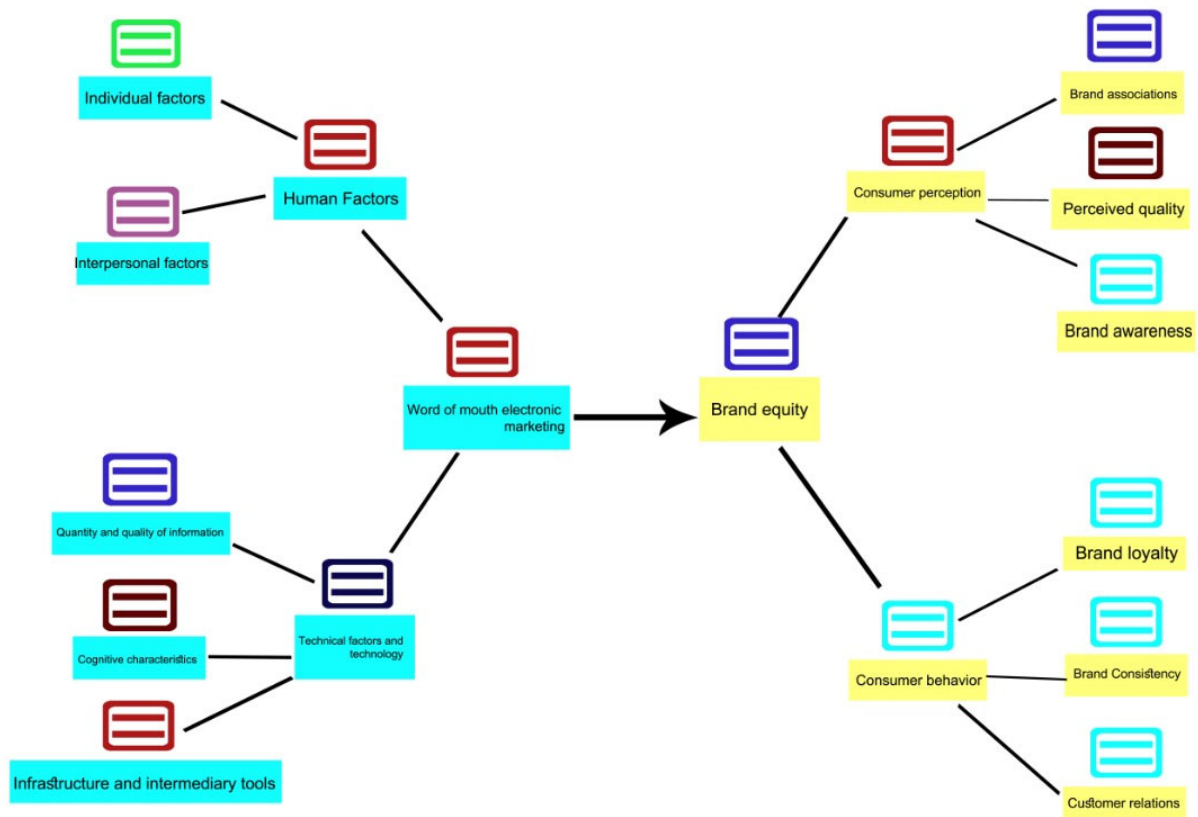 Individual factors
Human Factors
Interpersonal factors
Word of mouth electronic
marketing
Quantity and quality of information
Cognitive characteristics
Technical factors and
technology
Infrastructure and intermediary tools
Brand equity
Consumer perception
Brand associations
Perceived quality
Brand awareness
Consumer behavior
Brand loyalty
Brand Consistency
Customer relations